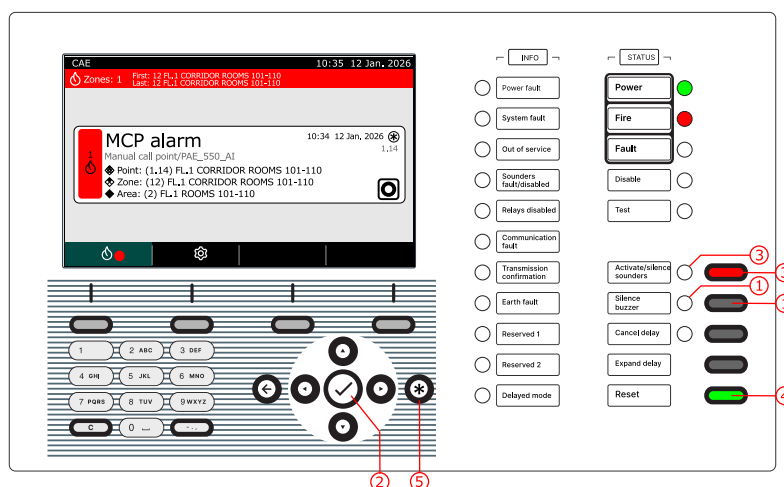 CAE 10:35 12 Jan. 2026
Zones: 1
First: 12 FL.1 CORRIDOR ROOMS 101-110
Last: 12 FL.1 CORRIDOR ROOMS 101-110
1
MCP alarm
10:34 12 Jan. 2026
1.14
Manual call point/PAE_550_AI
Point: (1.14) FL.1 CORRIDOR ROOMS 101-110
Zone: (12) FL.1 CORRIDOR ROOMS 101-110
Area: (2) FL.1 ROOMS 101-110
1
2 ABC
3 DEF
4 GHI
5 JKL
6 MNO
7 PQRS
8 TUV
9 WXYZ
C
0
2
5
INFO
Power fault
System fault
Out of service
Sounders
fault/disabled
Relays disabled
Communication
fault
Transmission
confirmation
Earth fault
Reserved 1
Reserved 2
Delayed mode
STATUS
Power
Fire
Fault
Disable
Test
3
Activate/silence
sounders
1
Silence
buzzer
Cancel delay
Expand delay
Reset
4